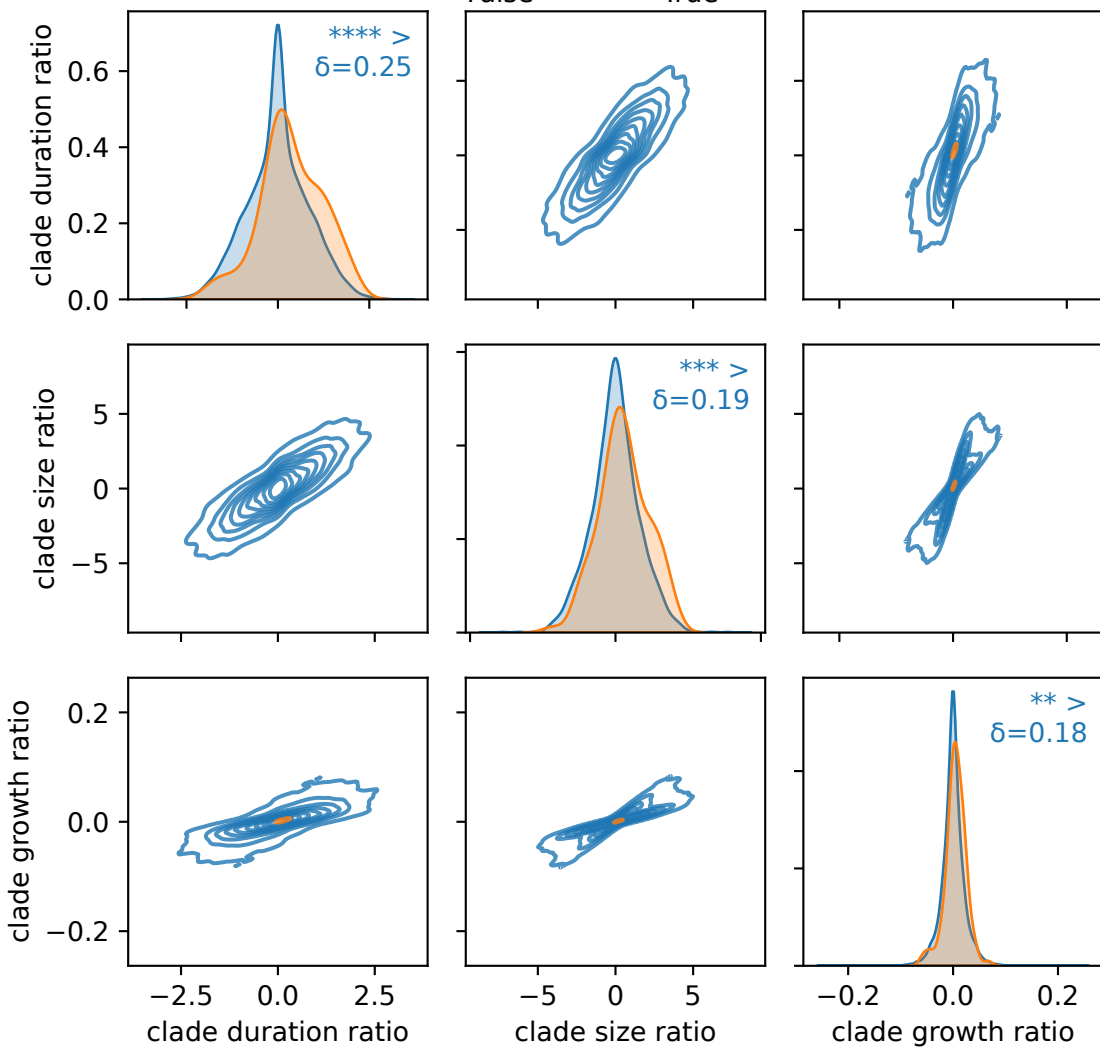 clade duration ratio
0.6
0.4
0.2
0.0
**** >
δ=0.25
clade size ratio
5
0
−5
*** >
δ=0.19
clade growth ratio
0.2
0.0
−0.2
** >
δ=0.18
−2.5 0.0 2.5
−5 0 5
−0.2 0.0 0.2
clade duration ratio
clade size ratio
clade growth ratio